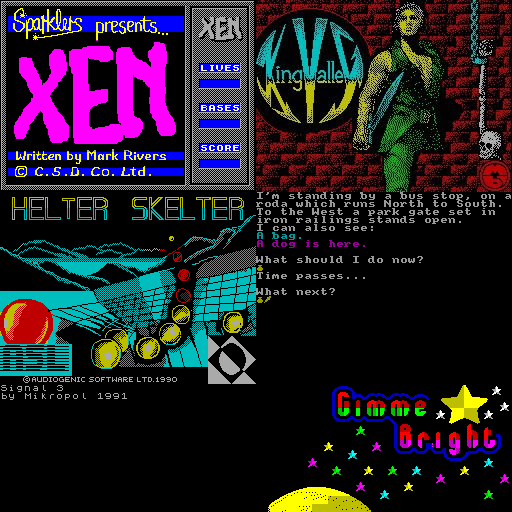 Sparklers presents...
XEN
Written by Mark Rivers
© C.S.D. Co. Ltd.
XEN
LIVES
BASES
SCORE
King Valley
HELTER SKELTER
© AUDIOGENIC SOFTWARE LTD. 1990
Signal 3
by Mikropol 1991
I'm standing by a bus stop, on a
roda which runs North to South.
To the West a park gate set in
iron railings stands open.
I can also see:
A bag.
A dog is here.
What should I do now?
Time passes...
What next?
Gimme
Bright